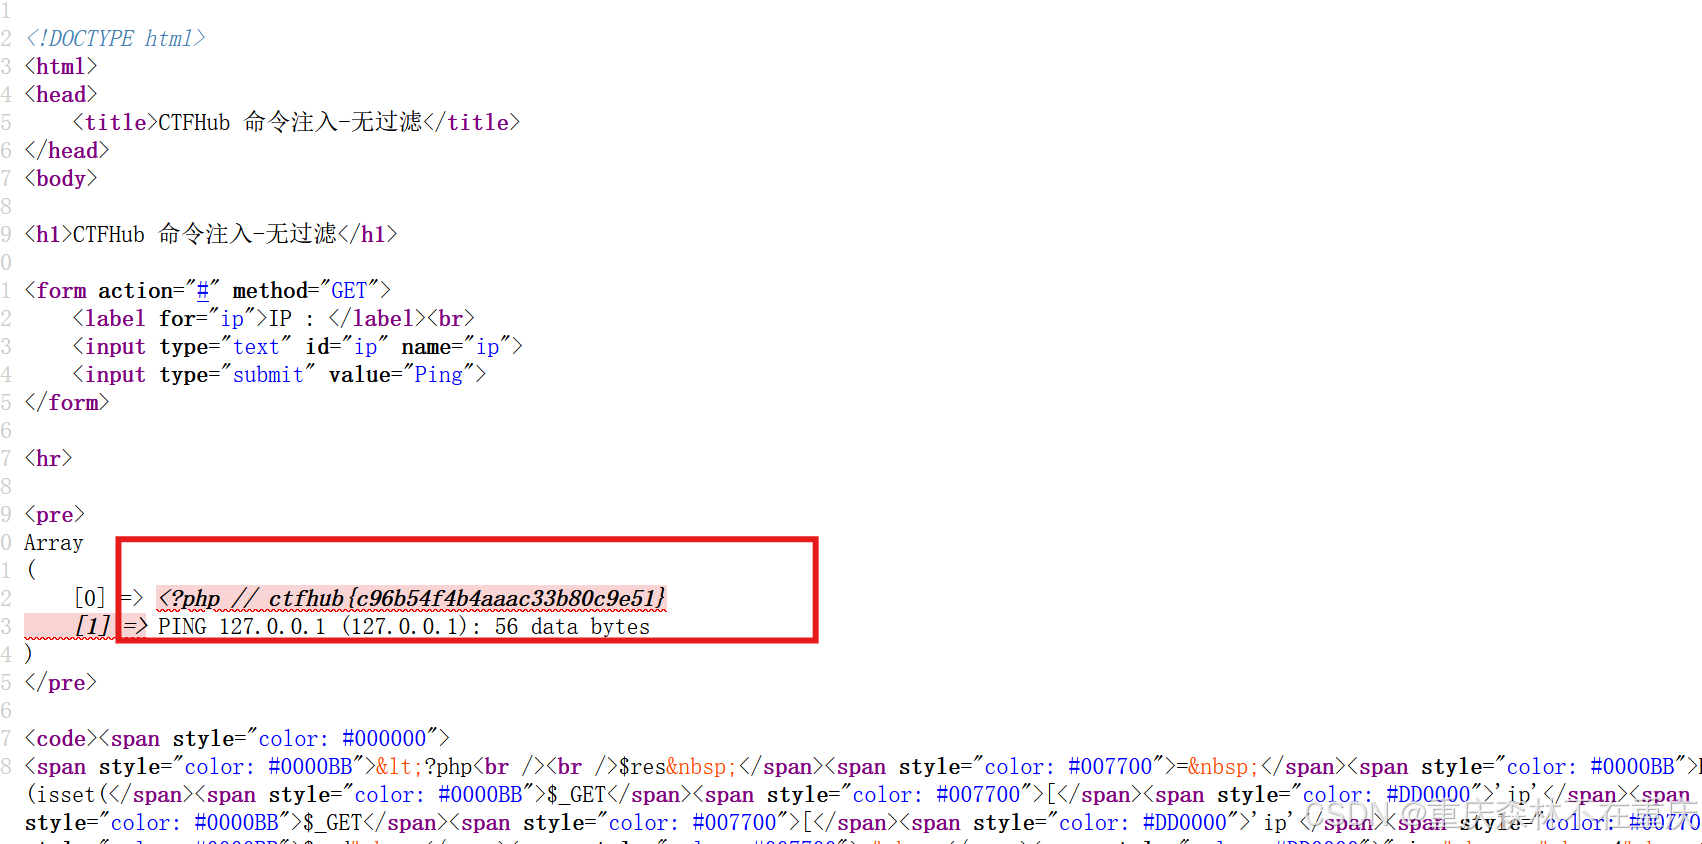 1
2 <!DOCTYPE html>
3 <html>
4 <head>
5     <title>CTFHub 命令注入-无过滤</title>
6 </head>
7 <body>
8
9 <h1>CTFHub 命令注入-无过滤</h1>
0
1 <form action="#" method="GET">
2     <label for="ip">IP : </label><br>
3     <input type="text" id="ip" name="ip">
4     <input type="submit" value="Ping">
5 </form>
6
7 <hr>
8
9 <pre>
0 Array
1 (
2     [0] => <?php // ctfhub{c96b54f4b4aaac33b80c9e51}
3     [1] => PING 127.0.0.1 (127.0.0.1): 56 data bytes
4 )
5 </pre>
6
7 <code><span style="color: #000000">
8 <span style="color: #0000BB">&lt;?php<br /><br />$res&nbsp;</span><span style="color: #007700">=&nbsp;</span><span style="color: #0000BB">
(isset(</span><span style="color: #0000BB">$_GET</span><span style="color: #007700">[</span><span style="color: #DD0000">'ip'</span><span
style="color: #0000BB">$_GET</span><span style="color: #007700">[</span><span style="color: #DD0000">'ip'</span><span style="color: #00770
CSDN @重庆森林不在重庆